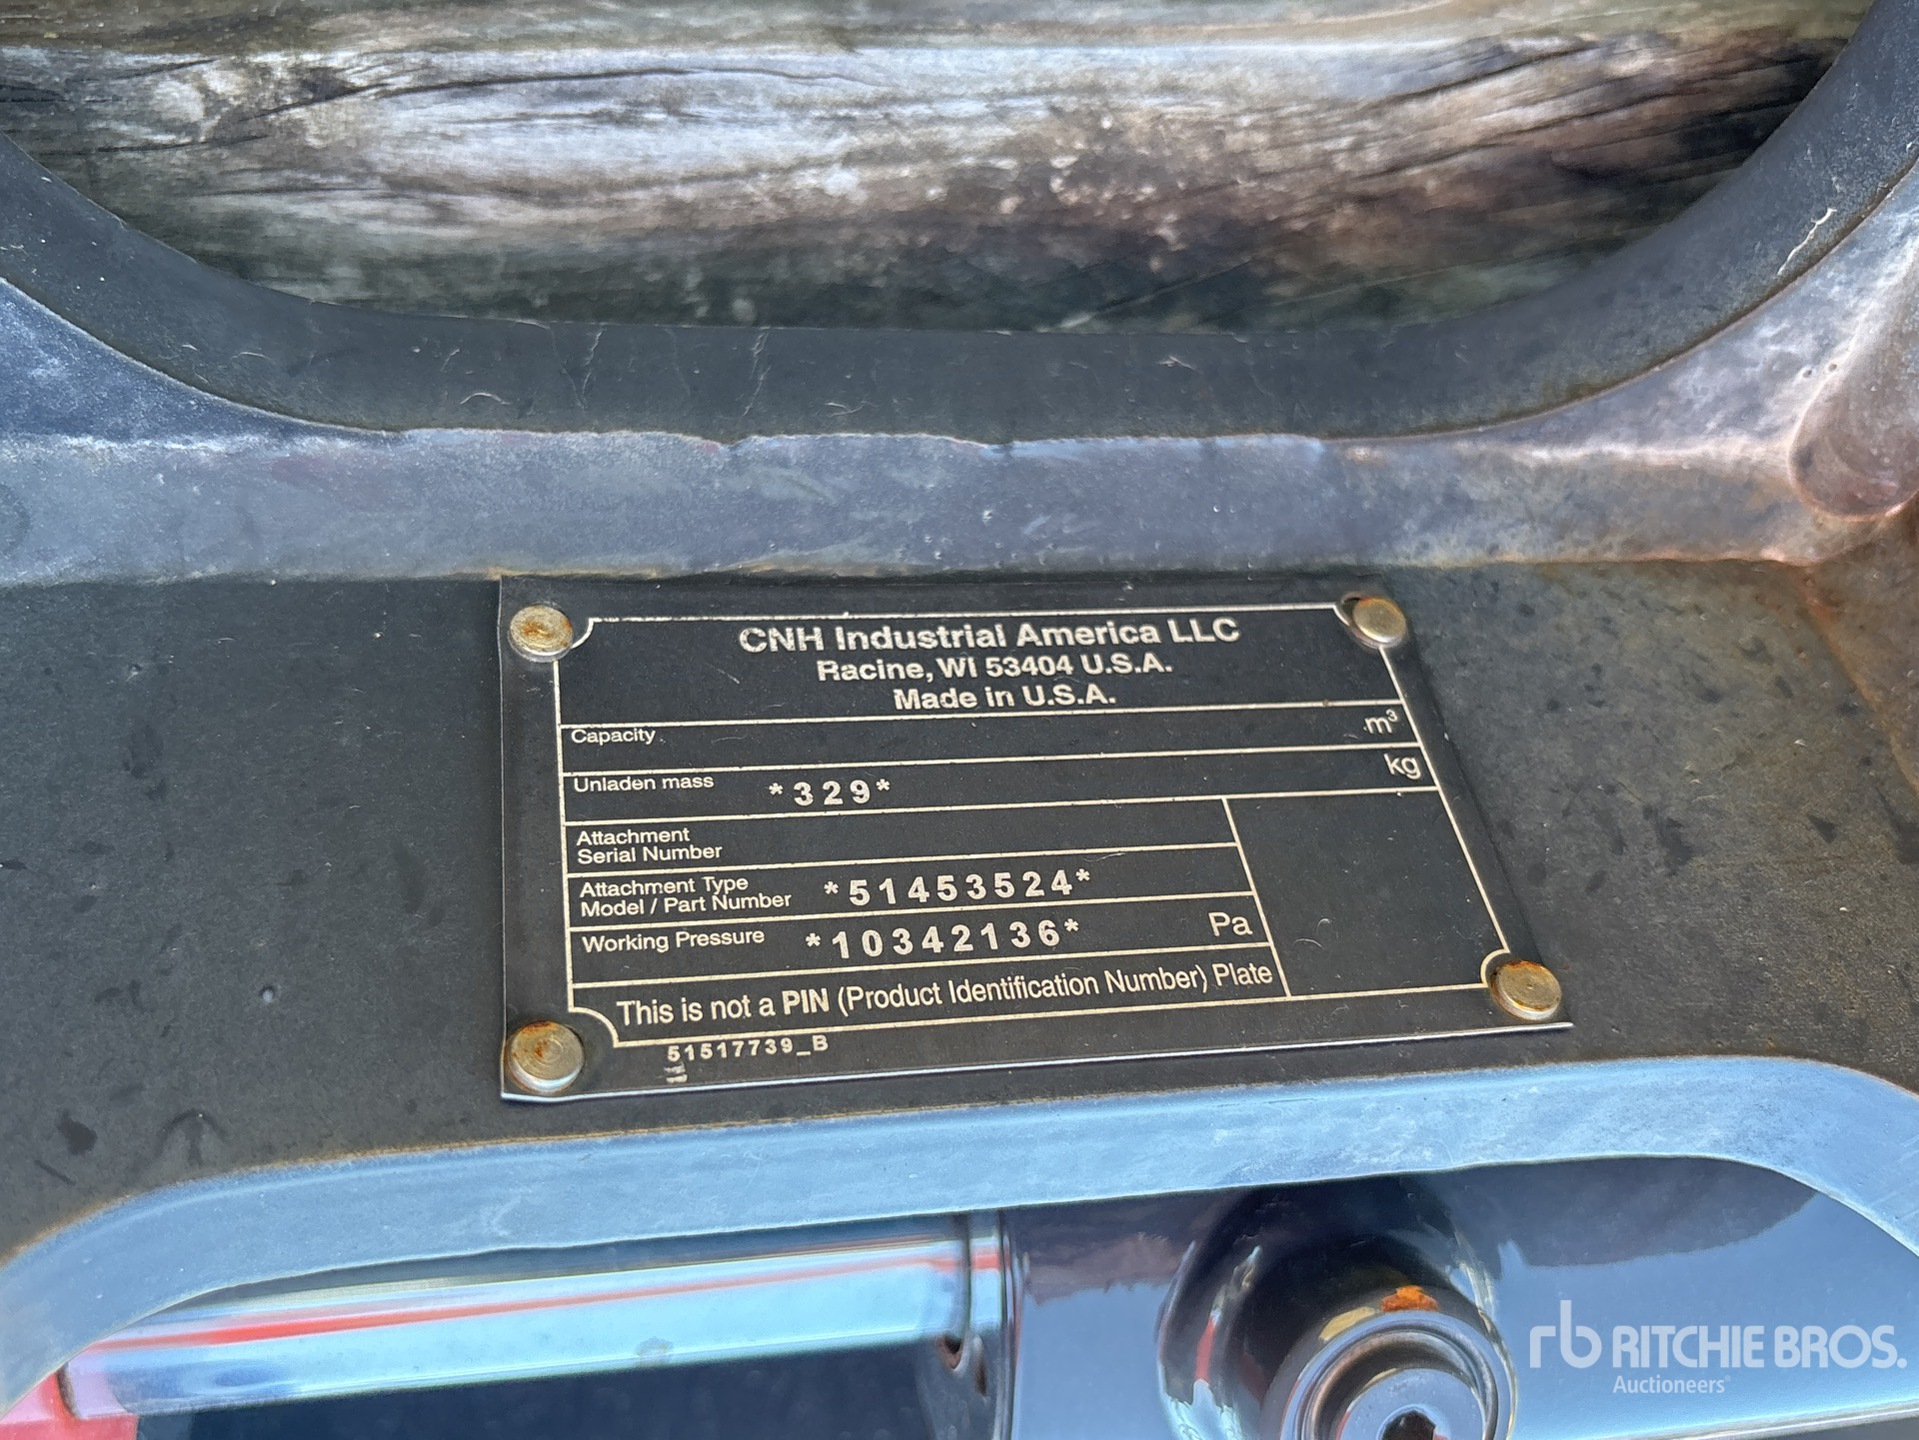 CNH Industrial America LLC
Racine, WI 53404 U.S.A.
Made in U.S.A.
Capacity m³
Unladen mass *329* kg
Attachment
Serial Number
Attachment Type
Model / Part Number *51453524*
Working Pressure *10342136* Pa
This is not a PIN (Product Identification Number) Plate
51517739_B
rb RITCHIE BROS.
Auctioneers